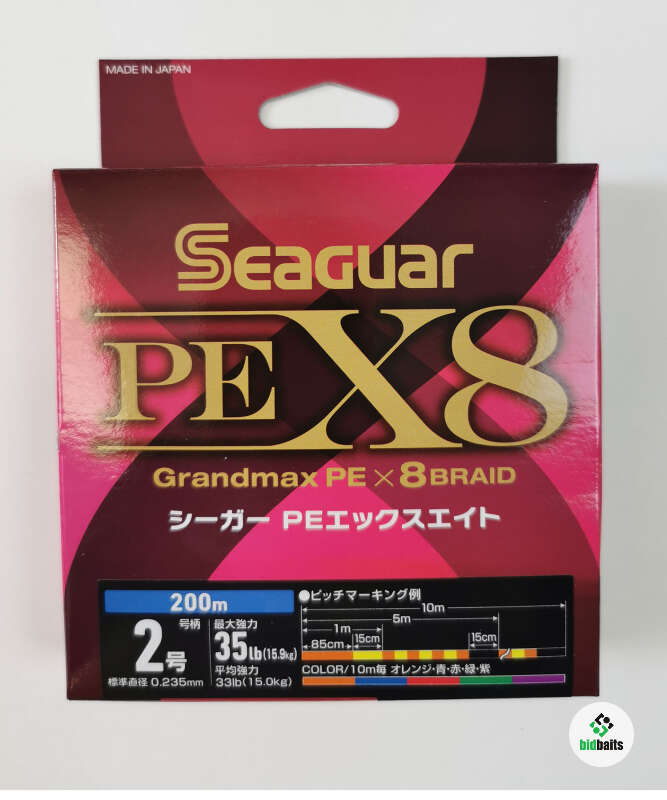 MADE IN JAPAN
Seaguar
PE X8
Grandmax PE × 8 BRAID
シーガー PEエックスエイト
200m
号柄
2号
標準直径 0.235mm
最大強力
35lb(15.9kg)
平均強力
33lb(15.0kg)
●ピッチマーキング例
10m
5m
1m
85cm
15cm
15cm
COLOR/10m毎 オレンジ・青・赤・緑・紫
bidbaits